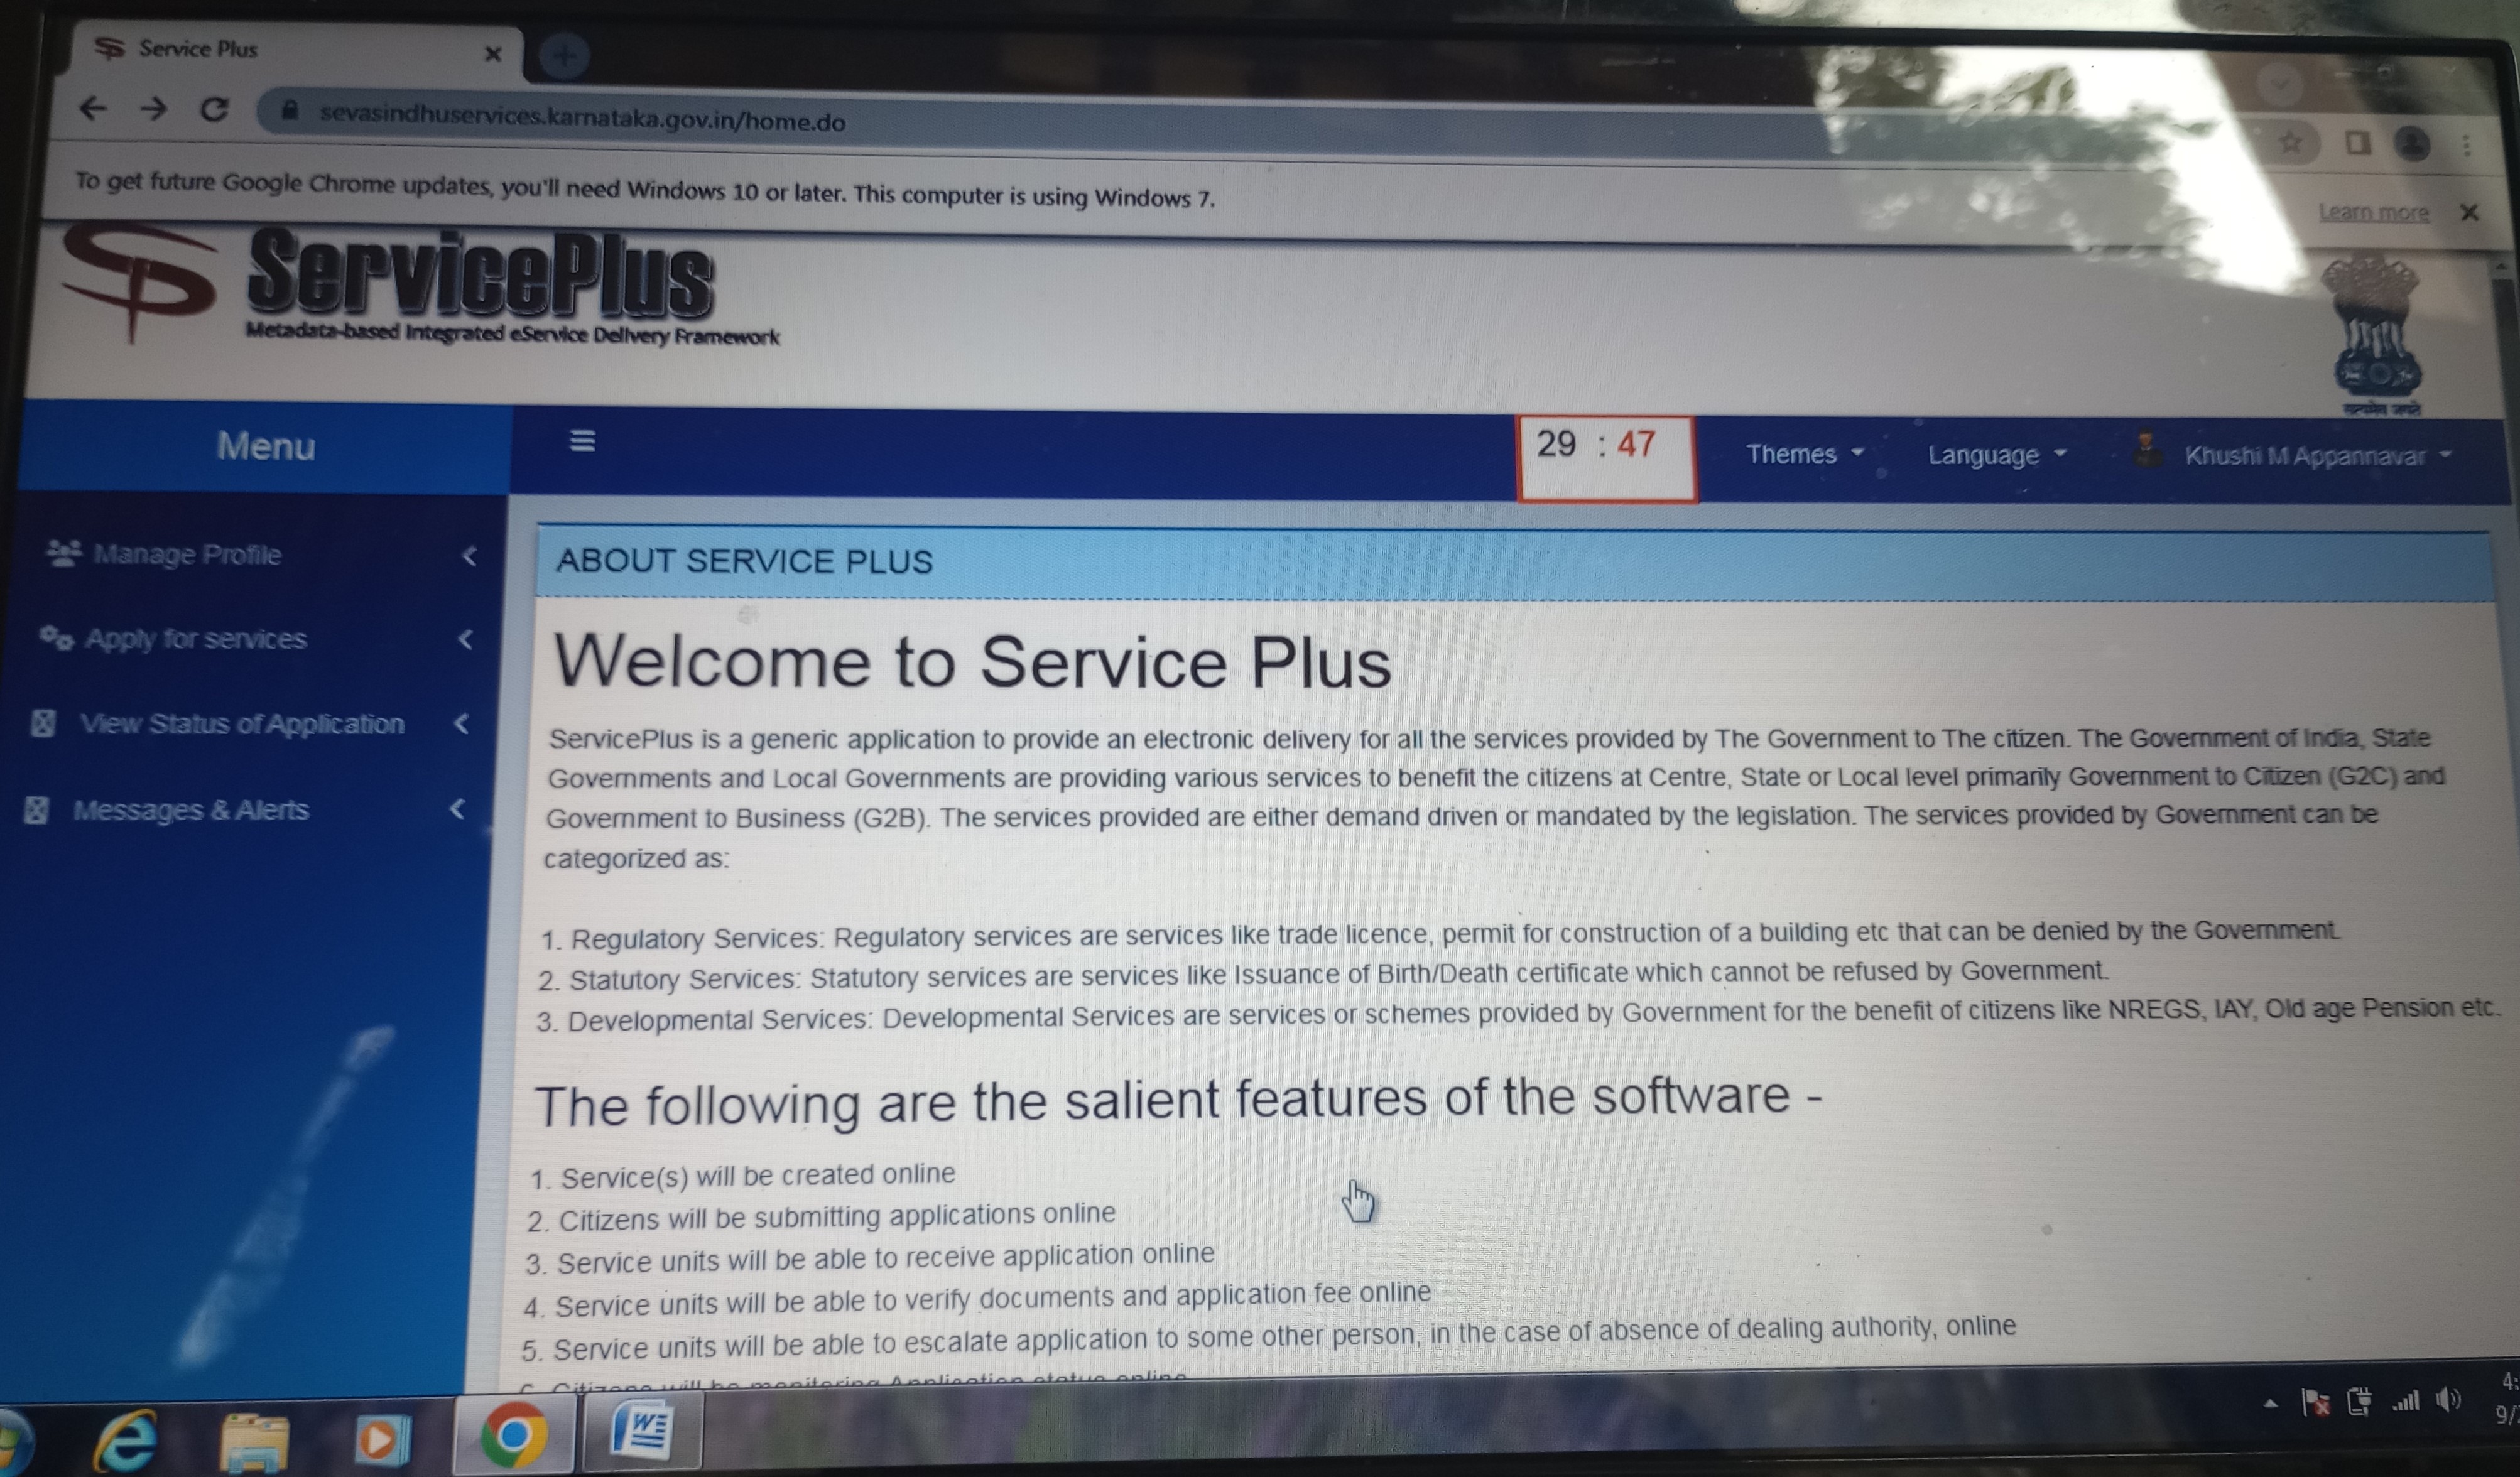 Service Plus
sevasindhuservices.karnataka.gov.in/home.do
To get future Google Chrome updates, you'll need Windows 10 or later. This computer is using Windows 7.
Learn more
ServicePlus
Metadata-based Integrated eService Delivery Framework
सत्यमेव जयते
Menu
29 : 47
Themes
Language
Khushi M Appannavar
Manage Profile
Apply for services
View Status of Application
Messages & Alerts
ABOUT SERVICE PLUS
Welcome to Service Plus
ServicePlus is a generic application to provide an electronic delivery for all the services provided by The Government to The citizen. The Government of India, State
Governments and Local Governments are providing various services to benefit the citizens at Centre, State or Local level primarily Government to Citizen (G2C) and
Government to Business (G2B). The services provided are either demand driven or mandated by the legislation. The services provided by Government can be
categorized as:
1. Regulatory Services: Regulatory services are services like trade licence, permit for construction of a building etc that can be denied by the Government.
2. Statutory Services: Statutory services are services like Issuance of Birth/Death certificate which cannot be refused by Government.
3. Developmental Services: Developmental Services are services or schemes provided by Government for the benefit of citizens like NREGS, IAY, Old age Pension etc.
The following are the salient features of the software -
1. Service(s) will be created online
2. Citizens will be submitting applications online
3. Service units will be able to receive application online
4. Service units will be able to verify documents and application fee online
5. Service units will be able to escalate application to some other person, in the case of absence of dealing authority, online
6. Citizens will be monitoring Application status online
4:
9/